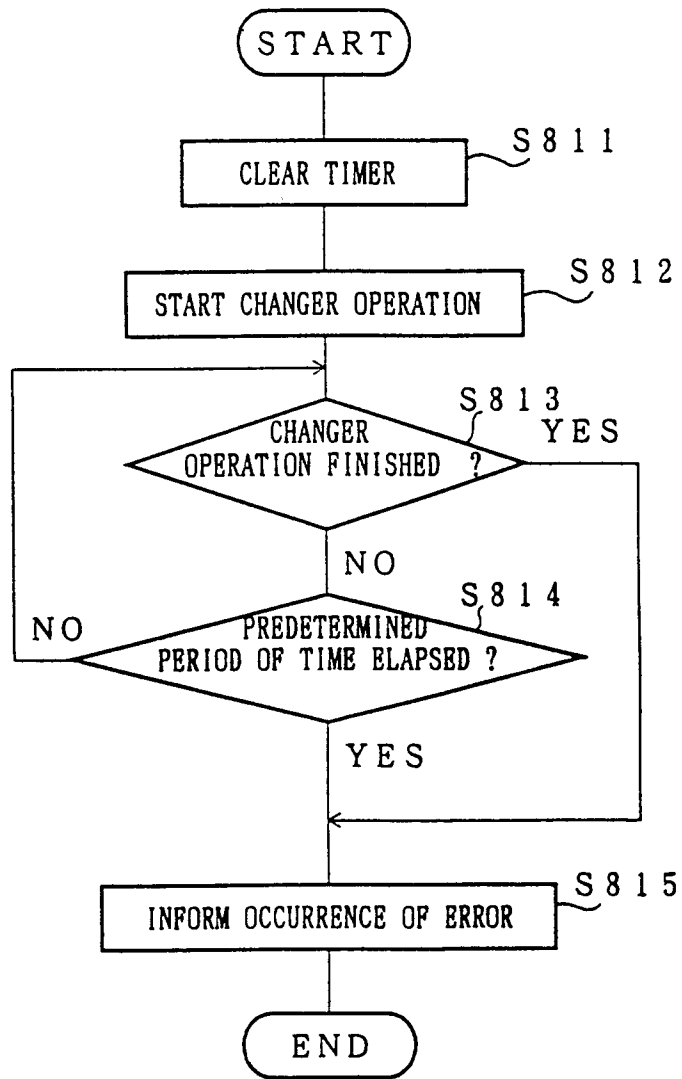 START
S811
CLEAR TIMER
S812
START CHANGER OPERATION
S813
CHANGER
OPERATION FINISHED ?
YES
NO
S814
NO
PREDETERMINED
PERIOD OF TIME ELAPSED ?
YES
S815
INFORM OCCURRENCE OF ERROR
END